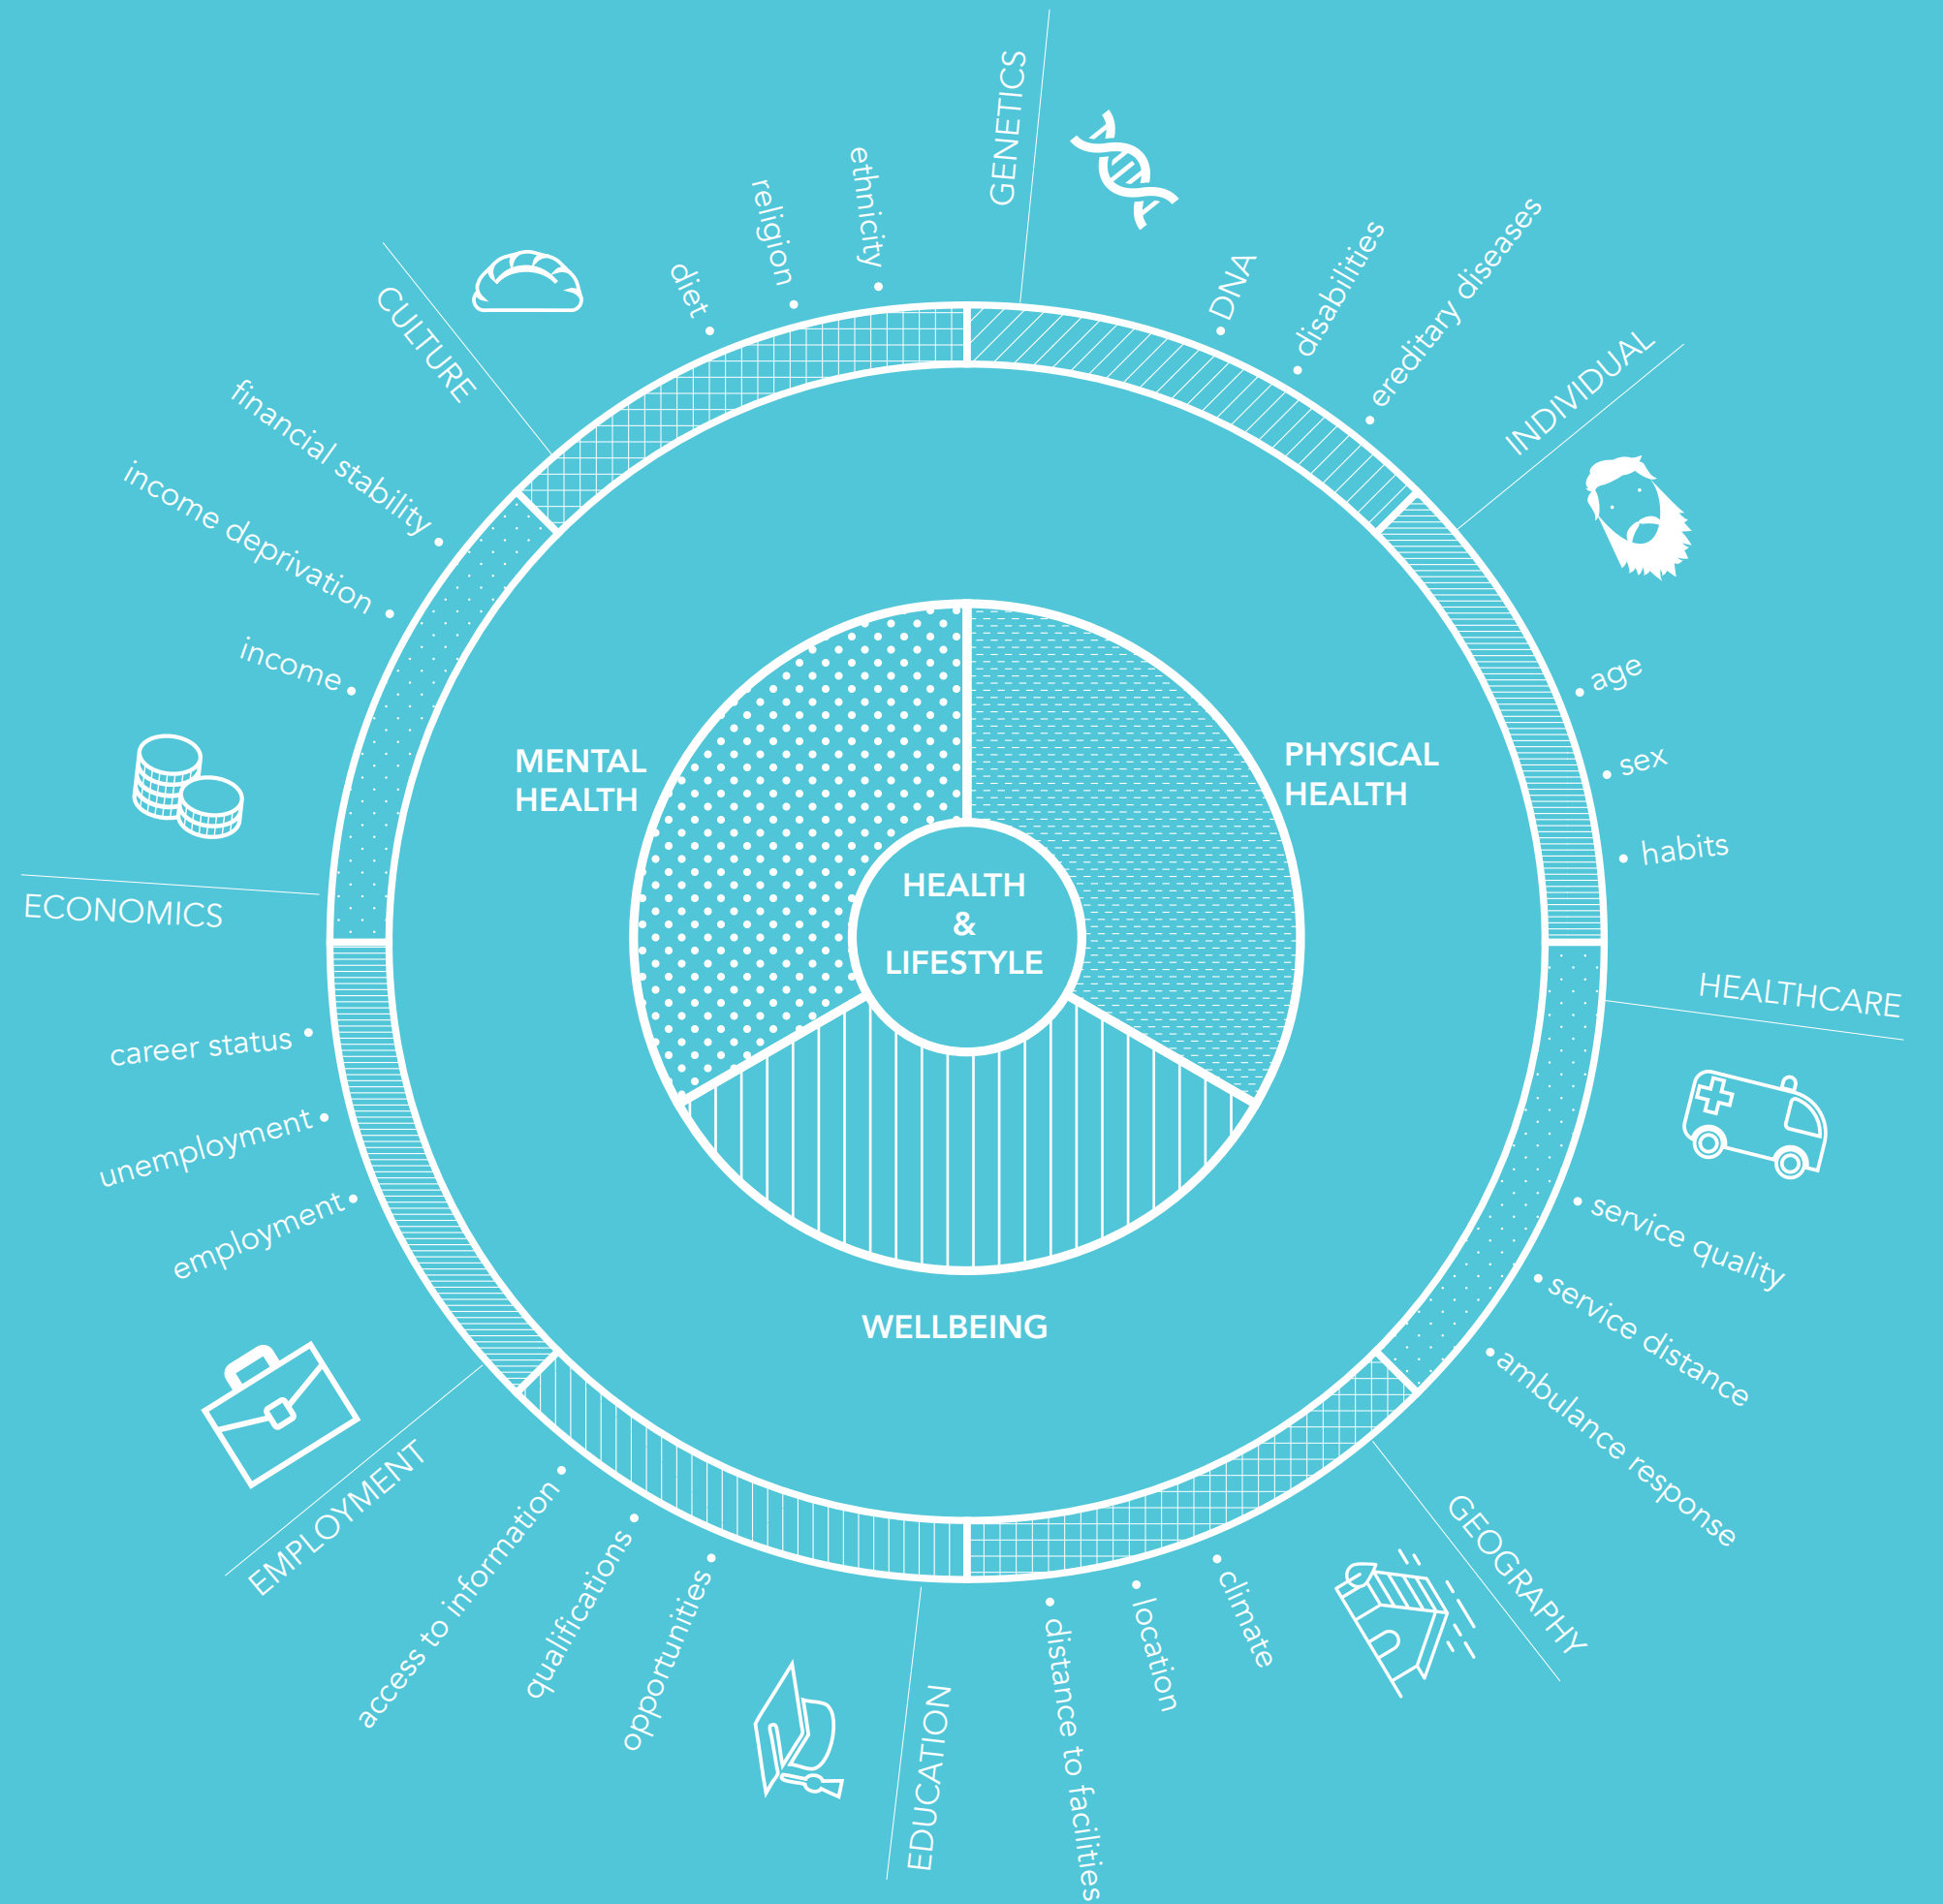 GENETICS
DNA
disabilities
ereditary diseases
INDIVIDUAL
age
sex
habits
HEALTHCARE
service quality
service distance
ambulance response
GEOGRAPHY
climate
location
distance to facilities
EDUCATION
opportunities
qualifications
access to information
EMPLOYMENT
employment
unemployment
career status
ECONOMICS
income
income deprivation
financial stability
CULTURE
diet
religion
ethnicity
MENTAL
HEALTH
PHYSICAL
HEALTH
HEALTH
&
LIFESTYLE
WELLBEING